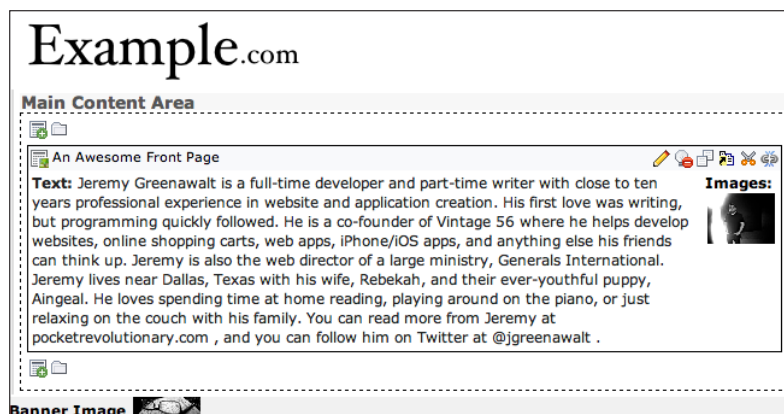 Example.com
Main Content Area
An Awesome Front Page
Text: Jeremy Greenawalt is a full-time developer and part-time writer with close to ten
Images:
years professional experience in website and application creation. His first love was writing,
but programming quickly followed. He is a co-founder of Vintage 56 where he helps develop
websites, online shopping carts, web apps, iPhone/iOS apps, and anything else his friends
can think up. Jeremy is also the web director of a large ministry, Generals International.
Jeremy lives near Dallas, Texas with his wife, Rebekah, and their ever-youthful puppy,
Aingeal. He loves spending time at home reading, playing around on the piano, or just
relaxing on the couch with his family. You can read more from Jeremy at
pocketrevolutionary.com , and you can follow him on Twitter at @jgreenawalt .
Banner Image